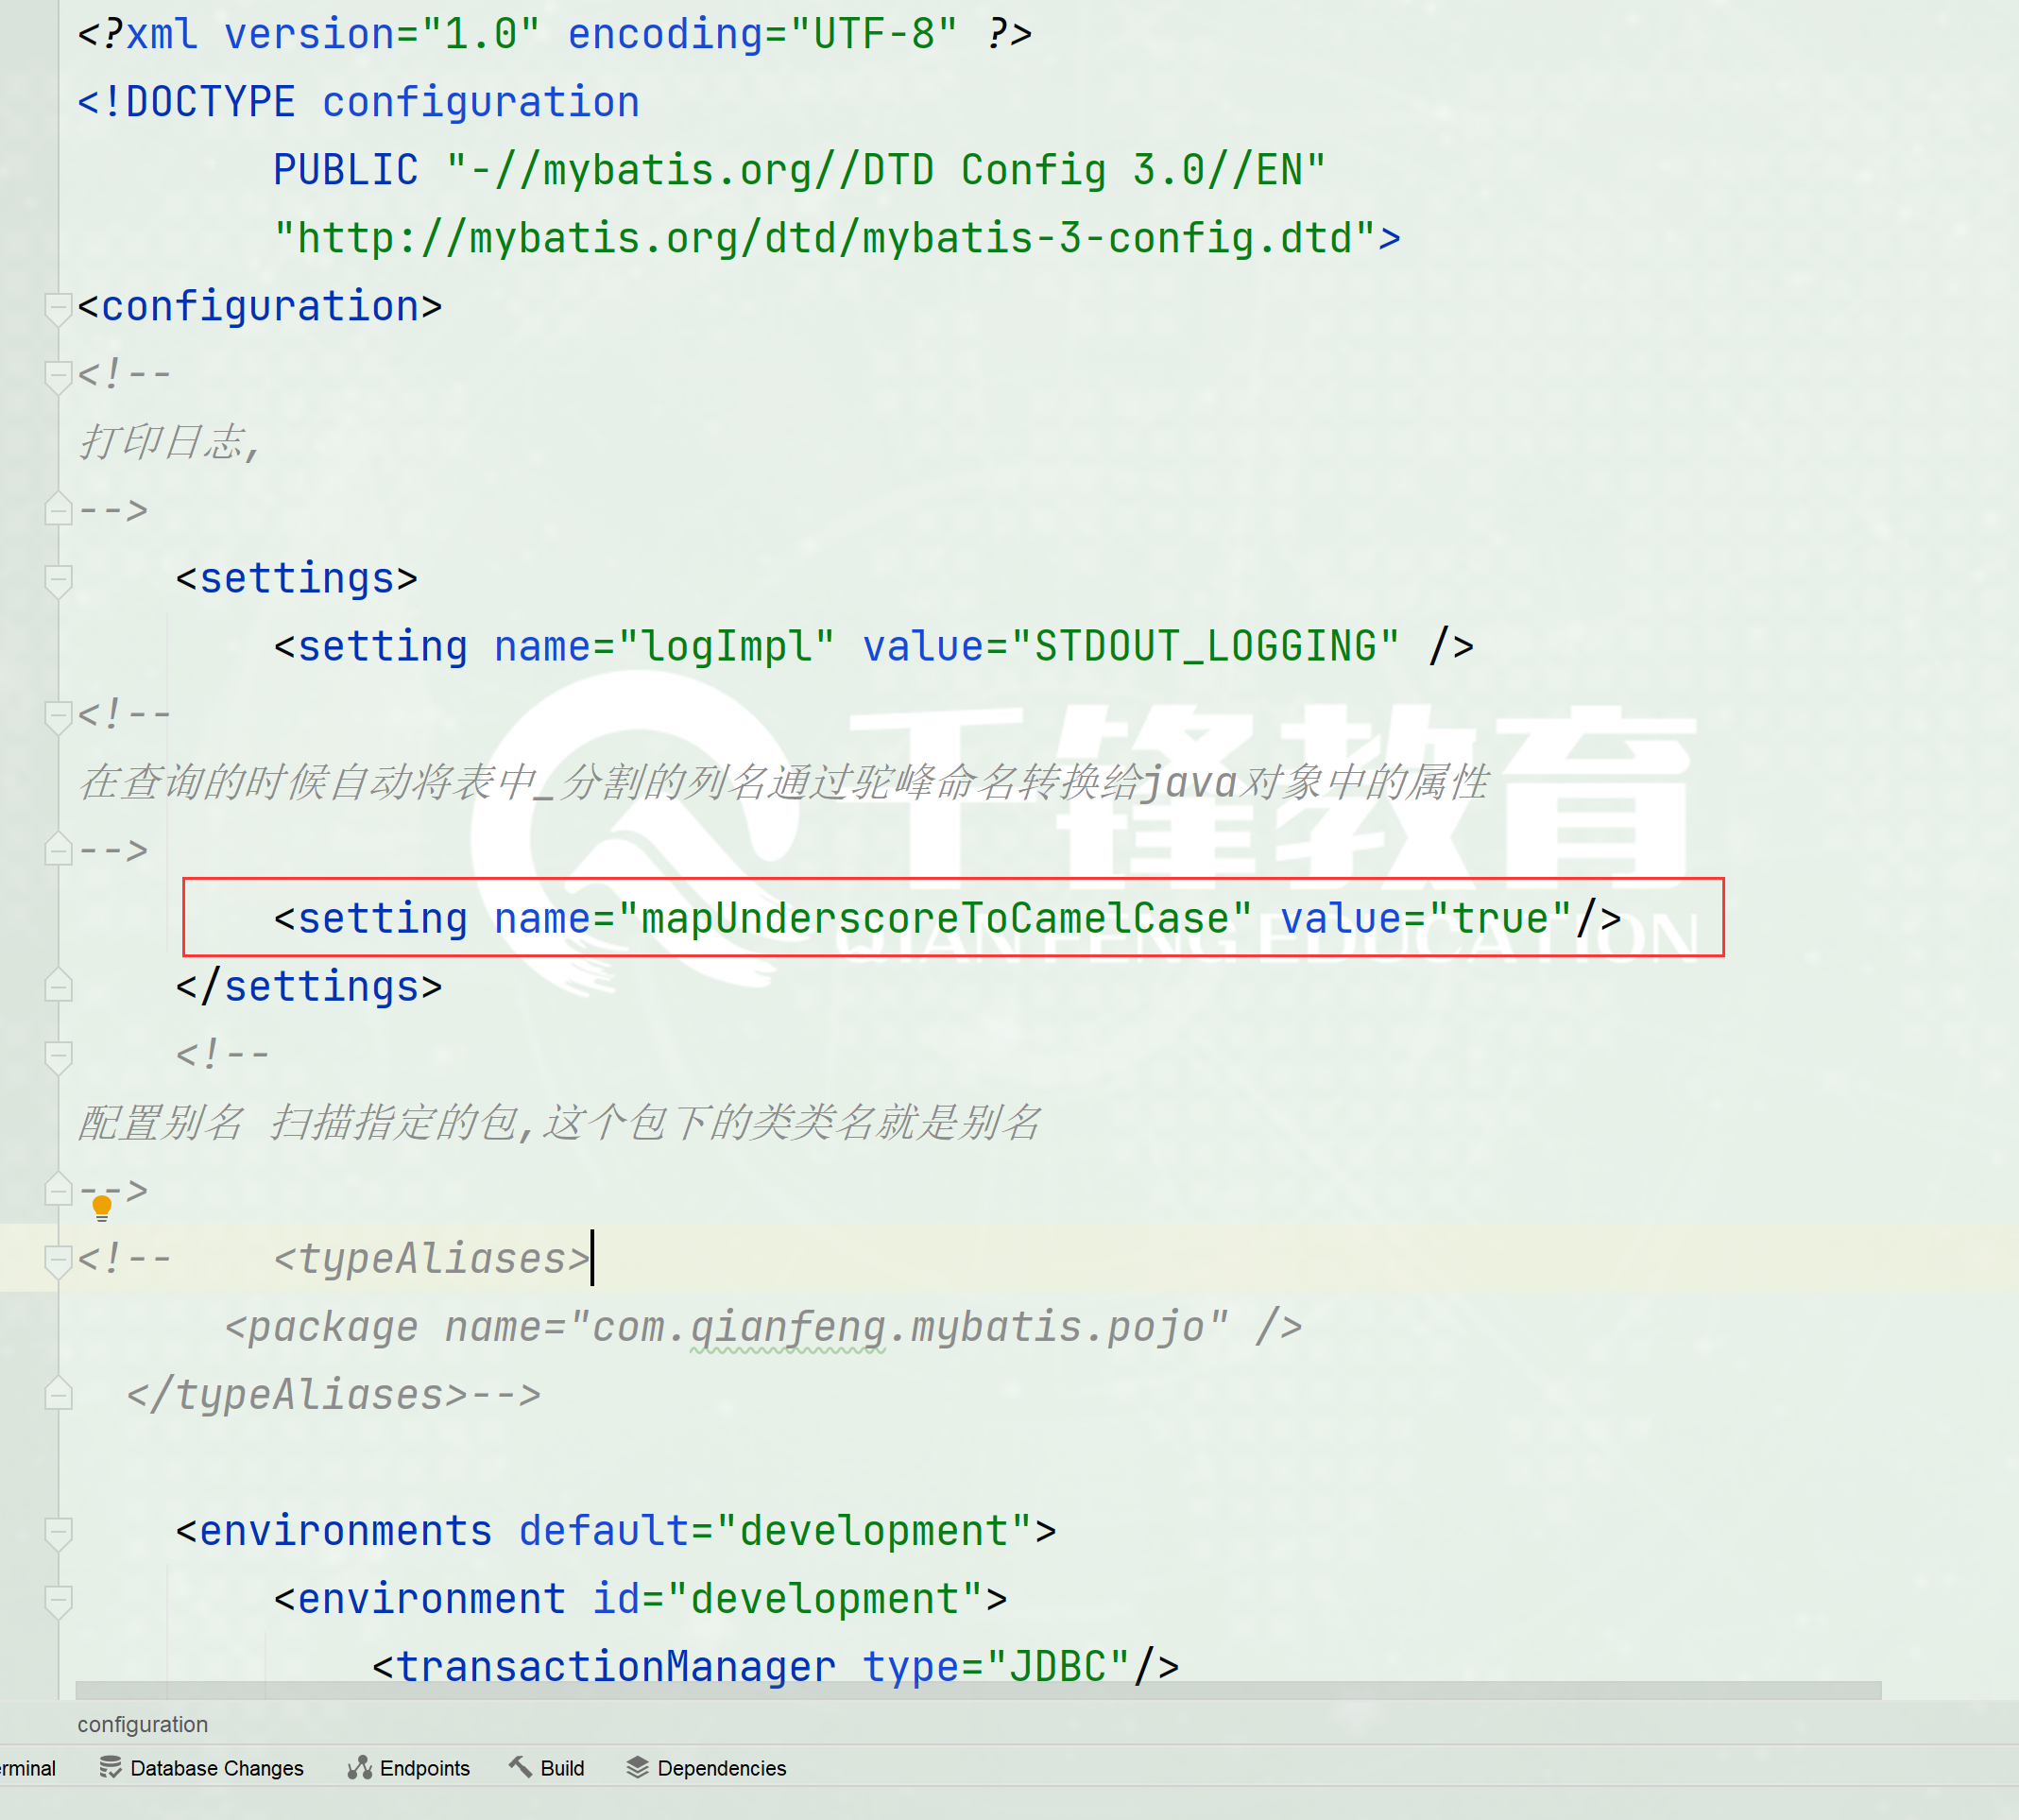 <?xml version="1.0" encoding="UTF-8" ?>
<!DOCTYPE configuration
        PUBLIC "-//mybatis.org//DTD Config 3.0//EN"
        "http://mybatis.org/dtd/mybatis-3-config.dtd">
<configuration>
<!--
打印日志,
-->
    <settings>
        <setting name="logImpl" value="STDOUT_LOGGING" />
<!--
在查询的时候自动将表中_分割的列名通过驼峰命名转换给java对象中的属性
-->
        <setting name="mapUnderscoreToCamelCase" value="true"/>
    </settings>
    <!--
配置别名 扫描指定的包,这个包下的类类名就是别名
-->
<!--    <typeAliases>
      <package name="com.qianfeng.mybatis.pojo" />
  </typeAliases>-->
    <environments default="development">
        <environment id="development">
            <transactionManager type="JDBC"/>
千锋教育
QIANFENG EDUCATION
configuration
erminal Database Changes Endpoints Build Dependencies